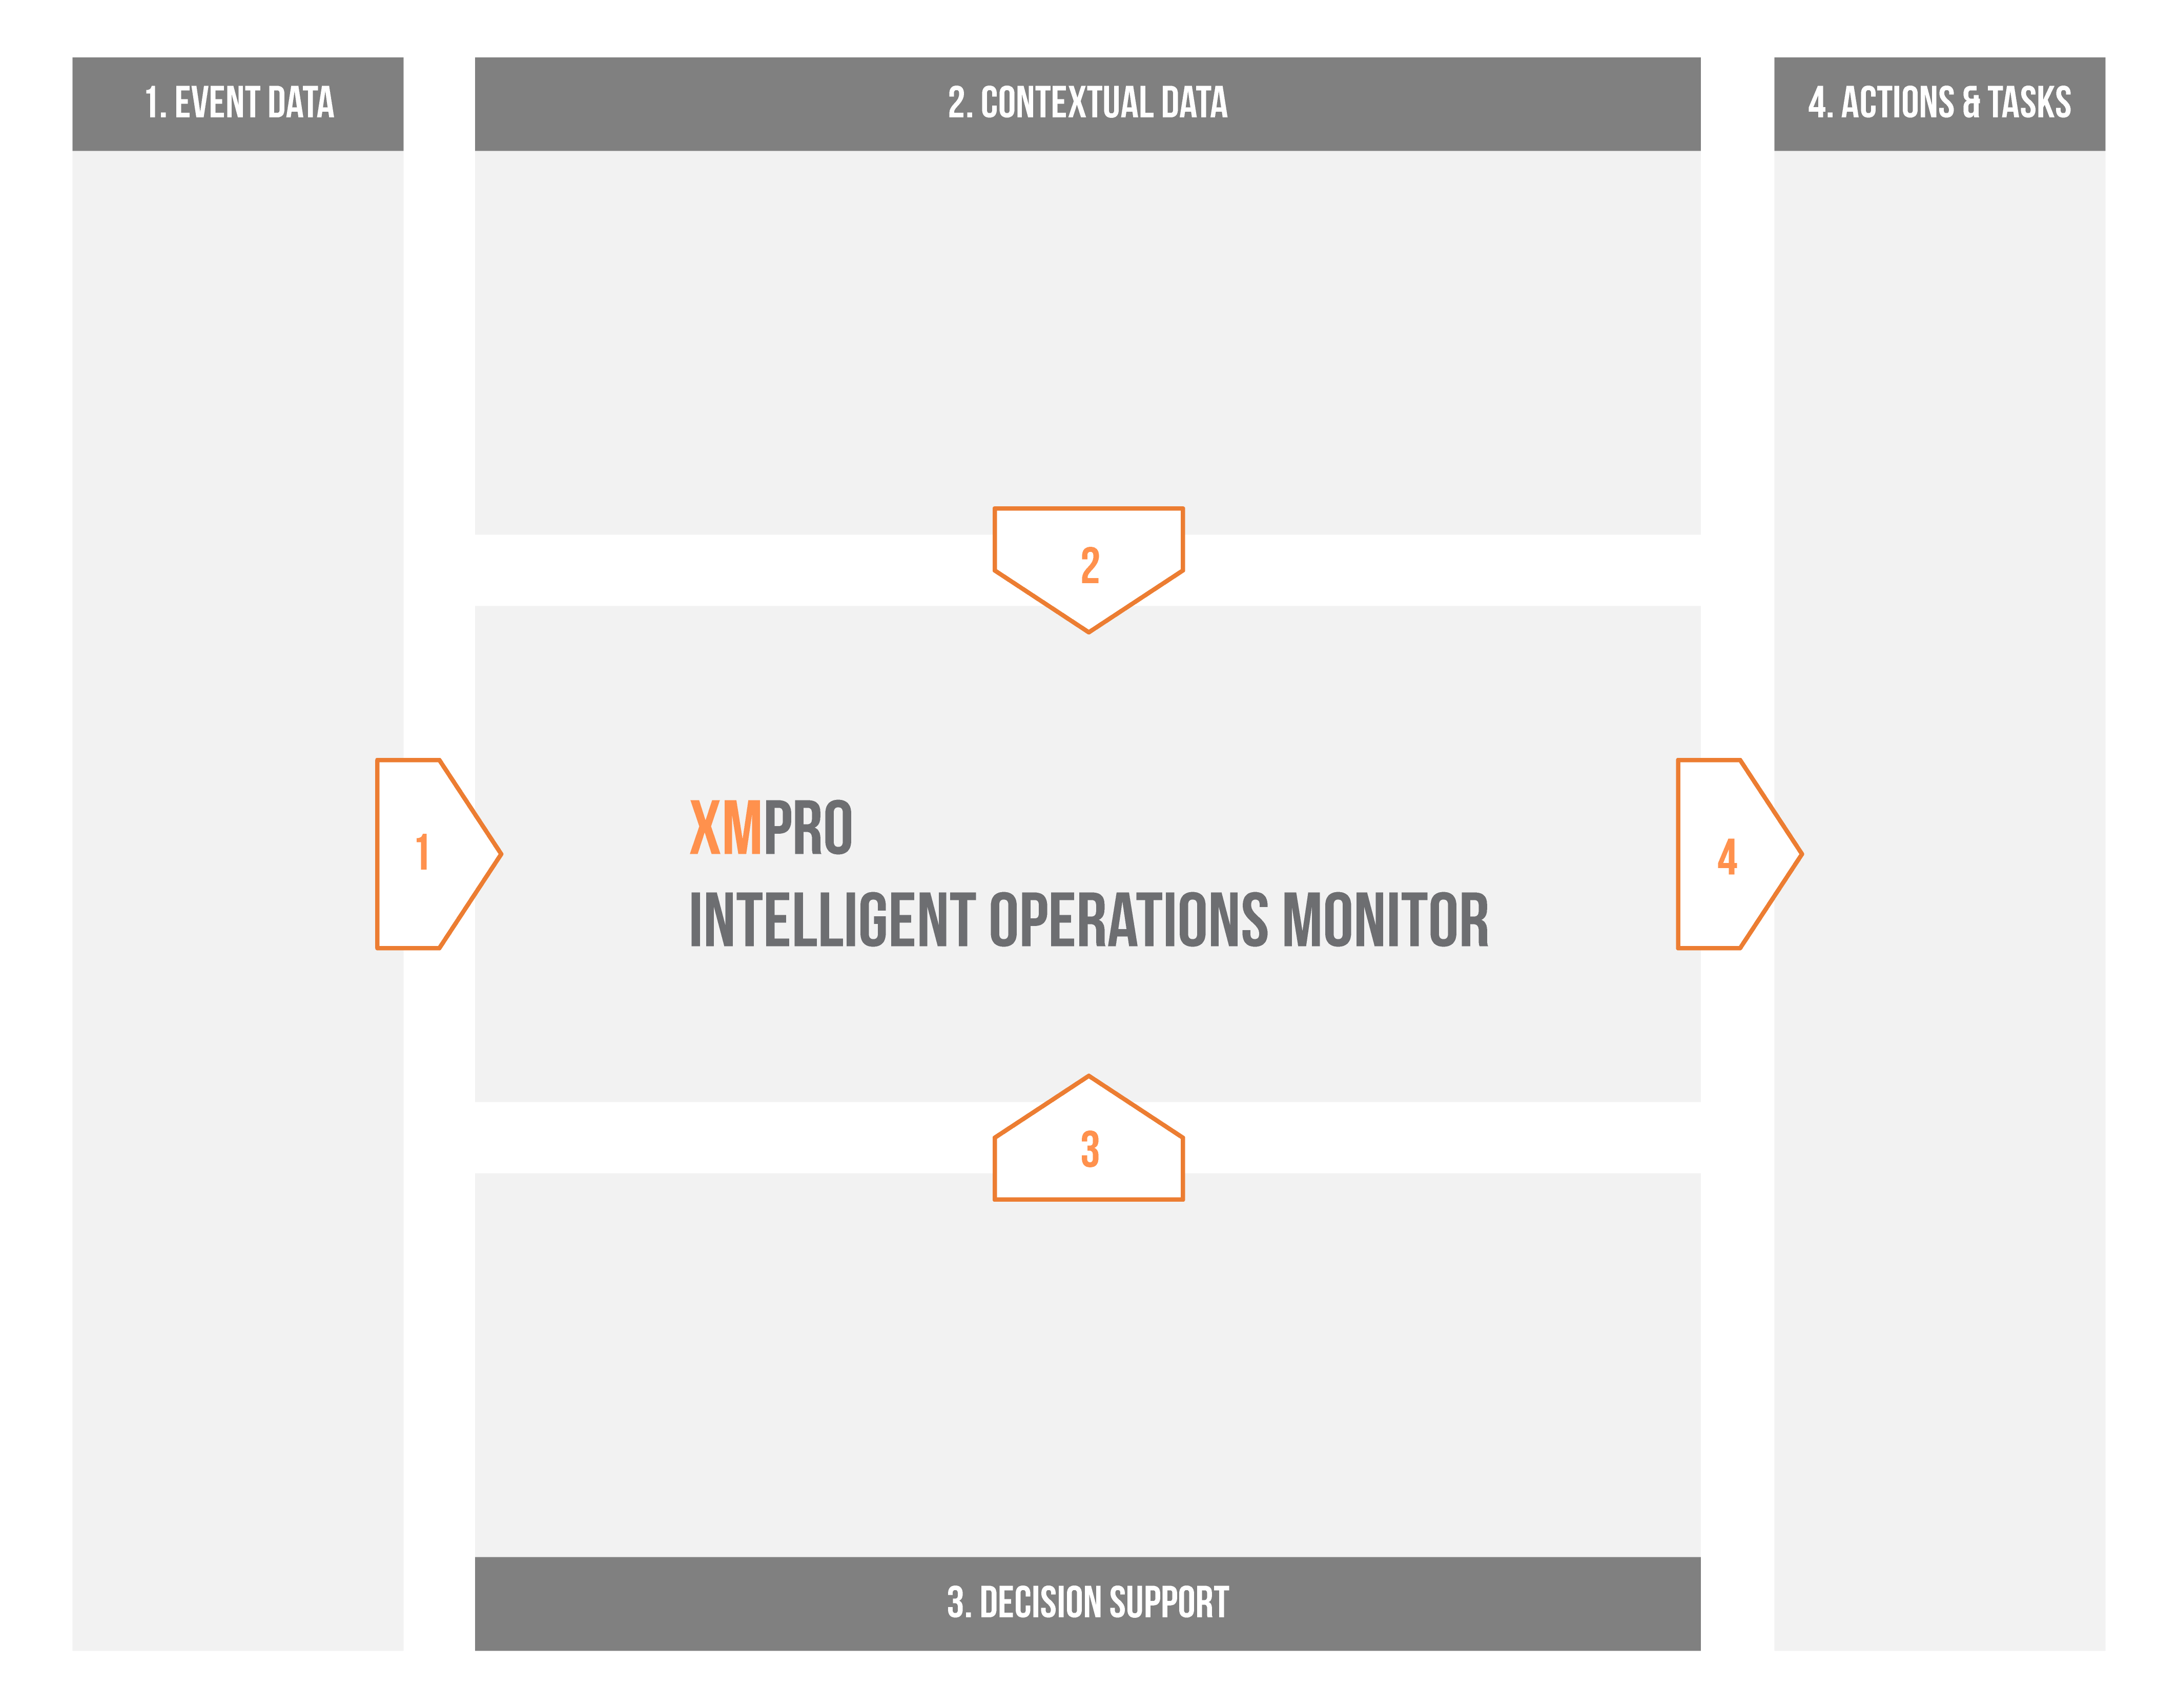 1. EVENT DATA
2. CONTEXTUAL DATA
4. ACTIONS & TASKS
2
1
XMPRO
INTELLIGENT OPERATIONS MONITOR
4
3
3. DECISION SUPPORT